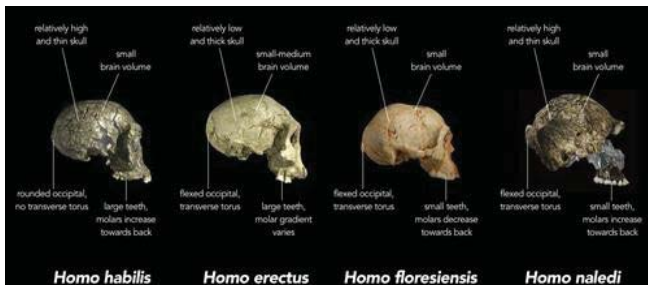 relatively high
and thin skull
small
brain volume
rounded occipital,
no transverse torus
large teeth,
molars increase
towards back
Homo habilis
relatively low
and thick skull
small-medium
brain volume
flexed occipital,
transverse torus
large teeth,
molar gradient
varies
Homo erectus
relatively low
and thick skull
small
brain volume
flexed occipital,
transverse torus
small teeth,
molars decrease
towards back
Homo floresiensis
relatively high
and thin skull
small
brain volume
flexed occipital,
transverse torus
small teeth,
molars increase
towards back
Homo naledi